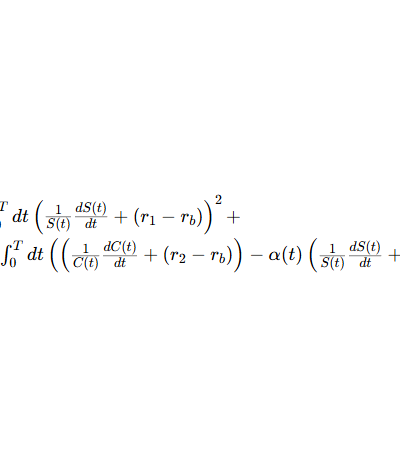 ∫_0^T dt ( 1/S(t) dS(t)/dt + (r_1 − r_b) )^2 +
∫_0^T dt ( ( 1/C(t) dC(t)/dt + (r_2 − r_b) ) − α(t) ( 1/S(t) dS(t)/dt +